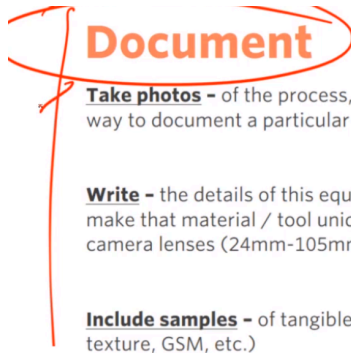 Document
Take photos – of the process,
way to document a particular
Write – the details of this equ
make that material / tool unic
camera lenses (24mm-105mm
Include samples – of tangible
texture, GSM, etc.)